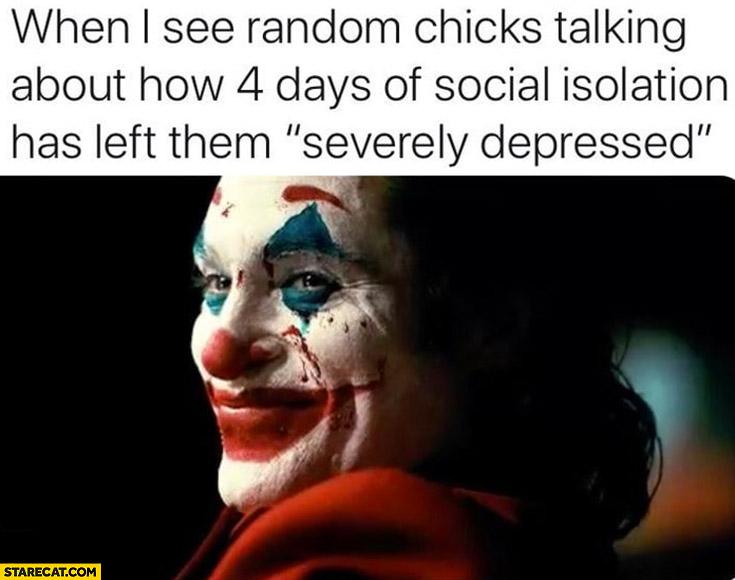 When I see random chicks talking
about how 4 days of social isolation
has left them "severely depressed"
STARECAT.COM